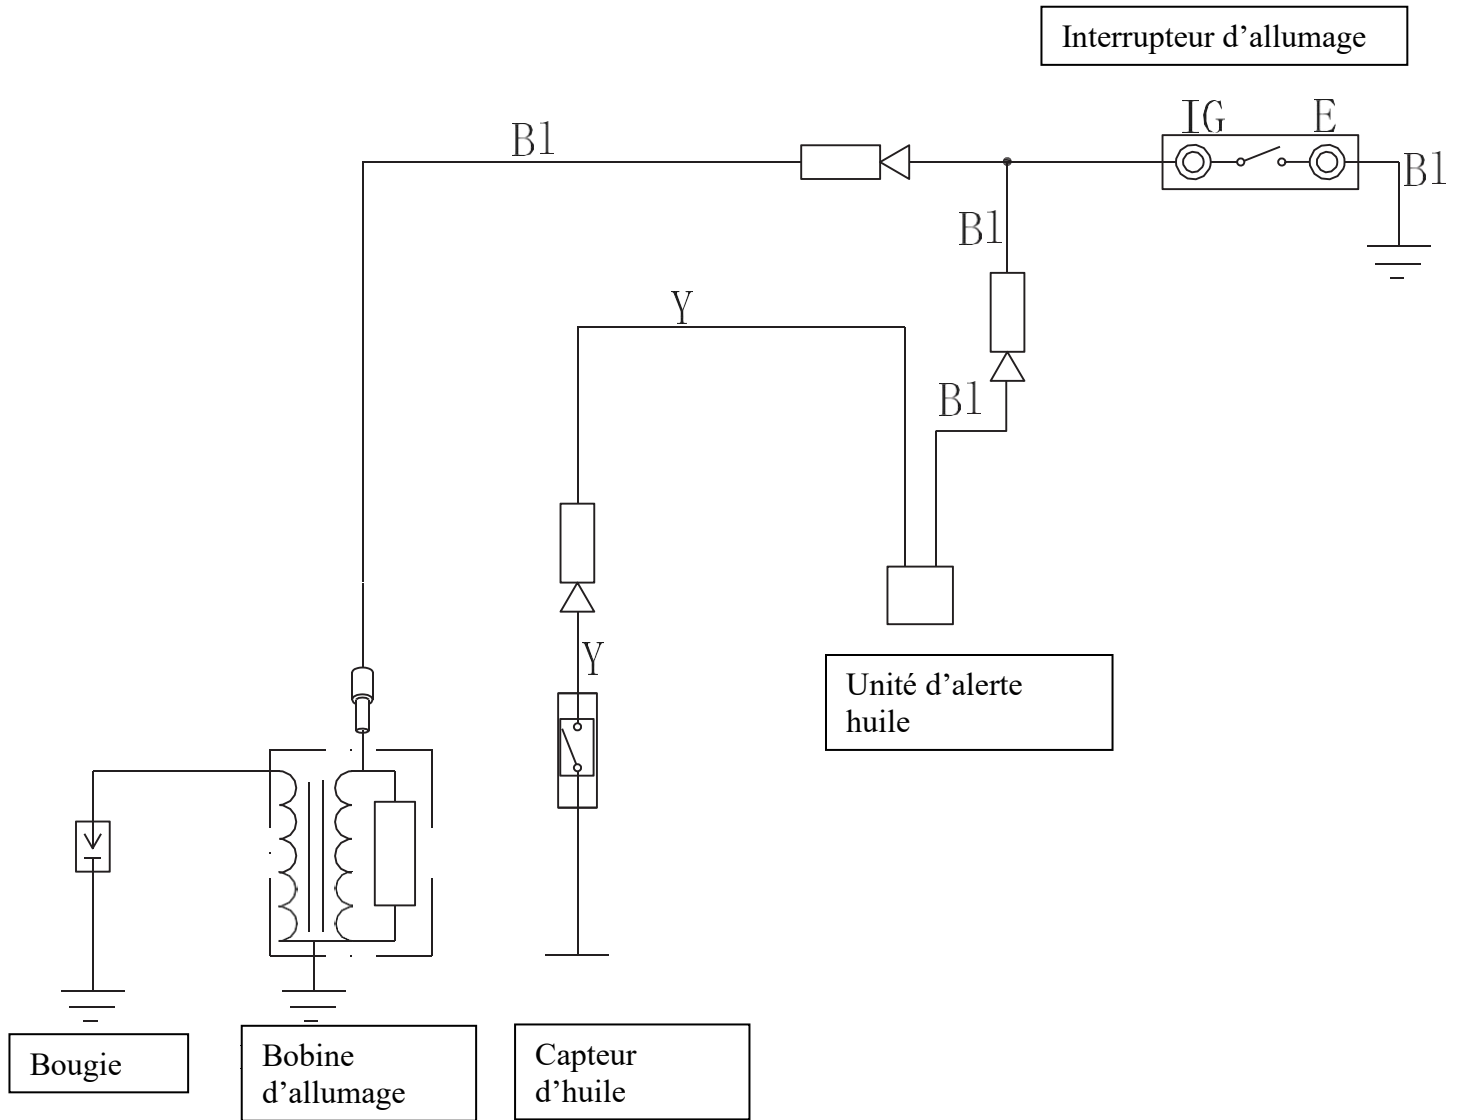 Interrupteur d’allumage
IG
E
Bl
Bl
Bl
Y
Bl
Y
Unité d’alerte
huile
Bougie
Bobine
d’allumage
Capteur
d’huile